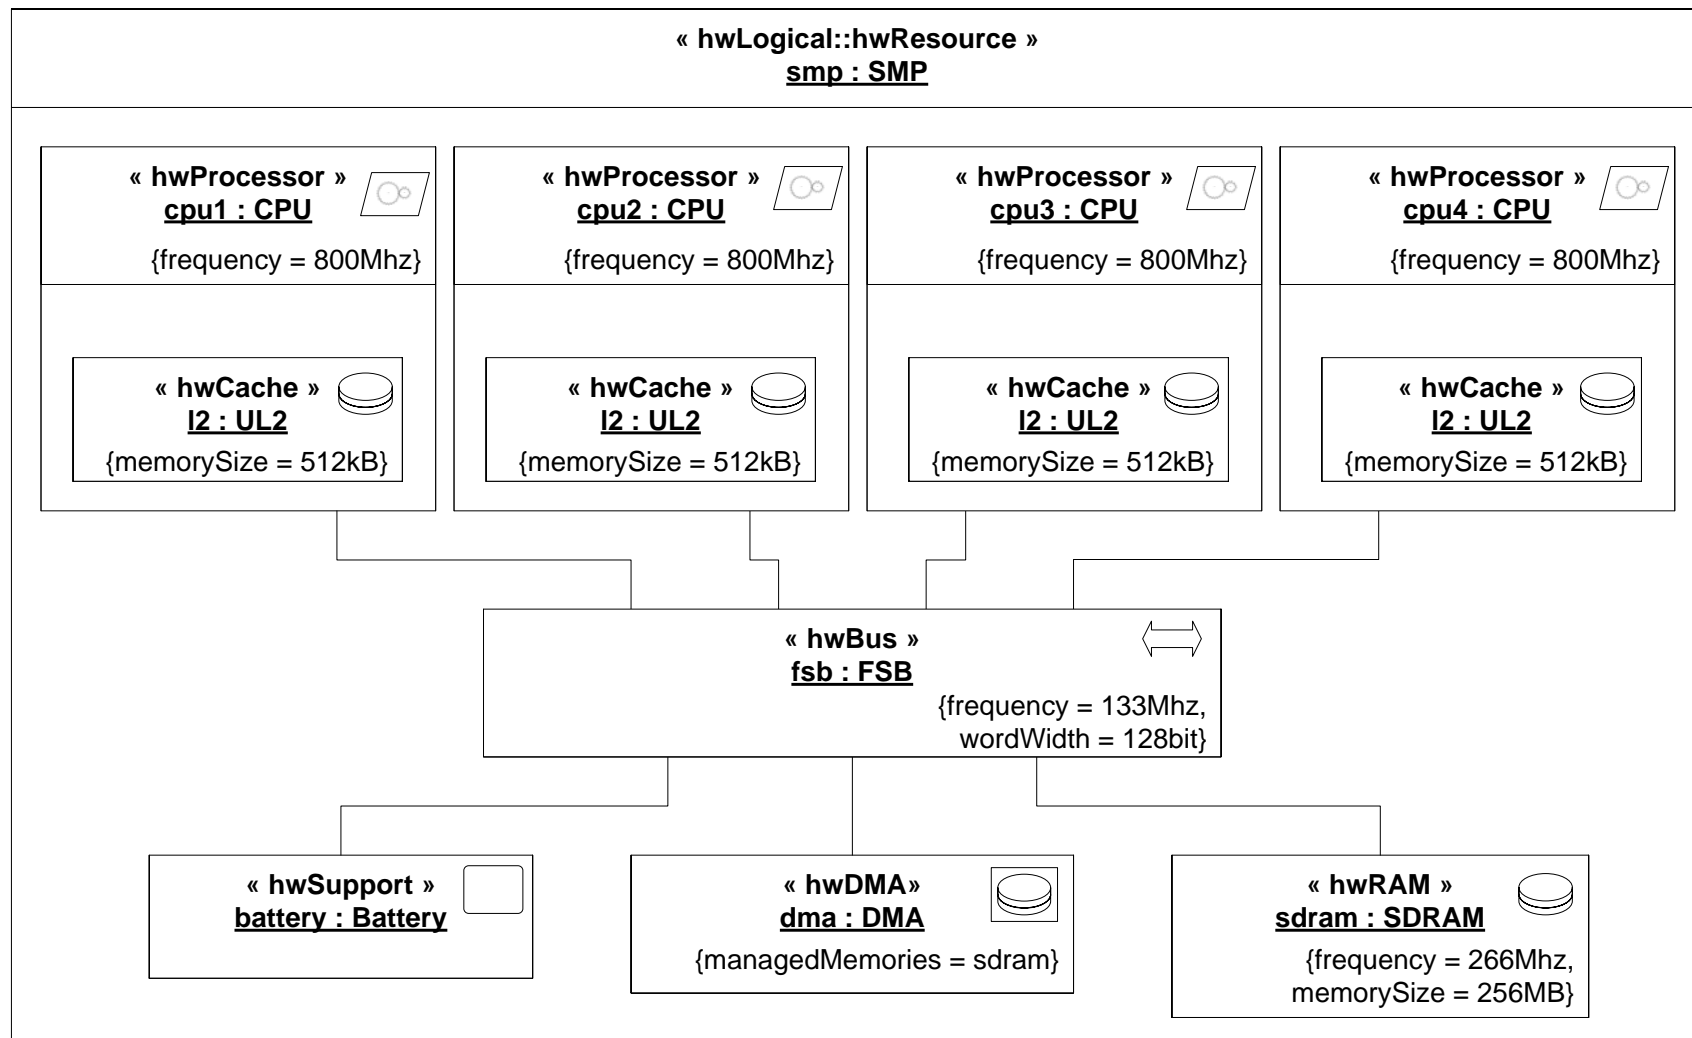 « hwLogical::hwResource »
smp : SMP
« hwProcessor »
cpu1 : CPU
{frequency = 800Mhz}
« hwCache »
l2 : UL2
{memorySize = 512kB}
« hwProcessor »
cpu2 : CPU
{frequency = 800Mhz}
« hwCache »
l2 : UL2
{memorySize = 512kB}
« hwProcessor »
cpu3 : CPU
{frequency = 800Mhz}
« hwCache »
l2 : UL2
{memorySize = 512kB}
« hwProcessor »
cpu4 : CPU
{frequency = 800Mhz}
« hwCache »
l2 : UL2
{memorySize = 512kB}
« hwBus »
fsb : FSB
{frequency = 133Mhz,
wordWidth = 128bit}
« hwSupport »
battery : Battery
« hwDMA»
dma : DMA
{managedMemories = sdram}
« hwRAM »
sdram : SDRAM
{frequency = 266Mhz,
memorySize = 256MB}